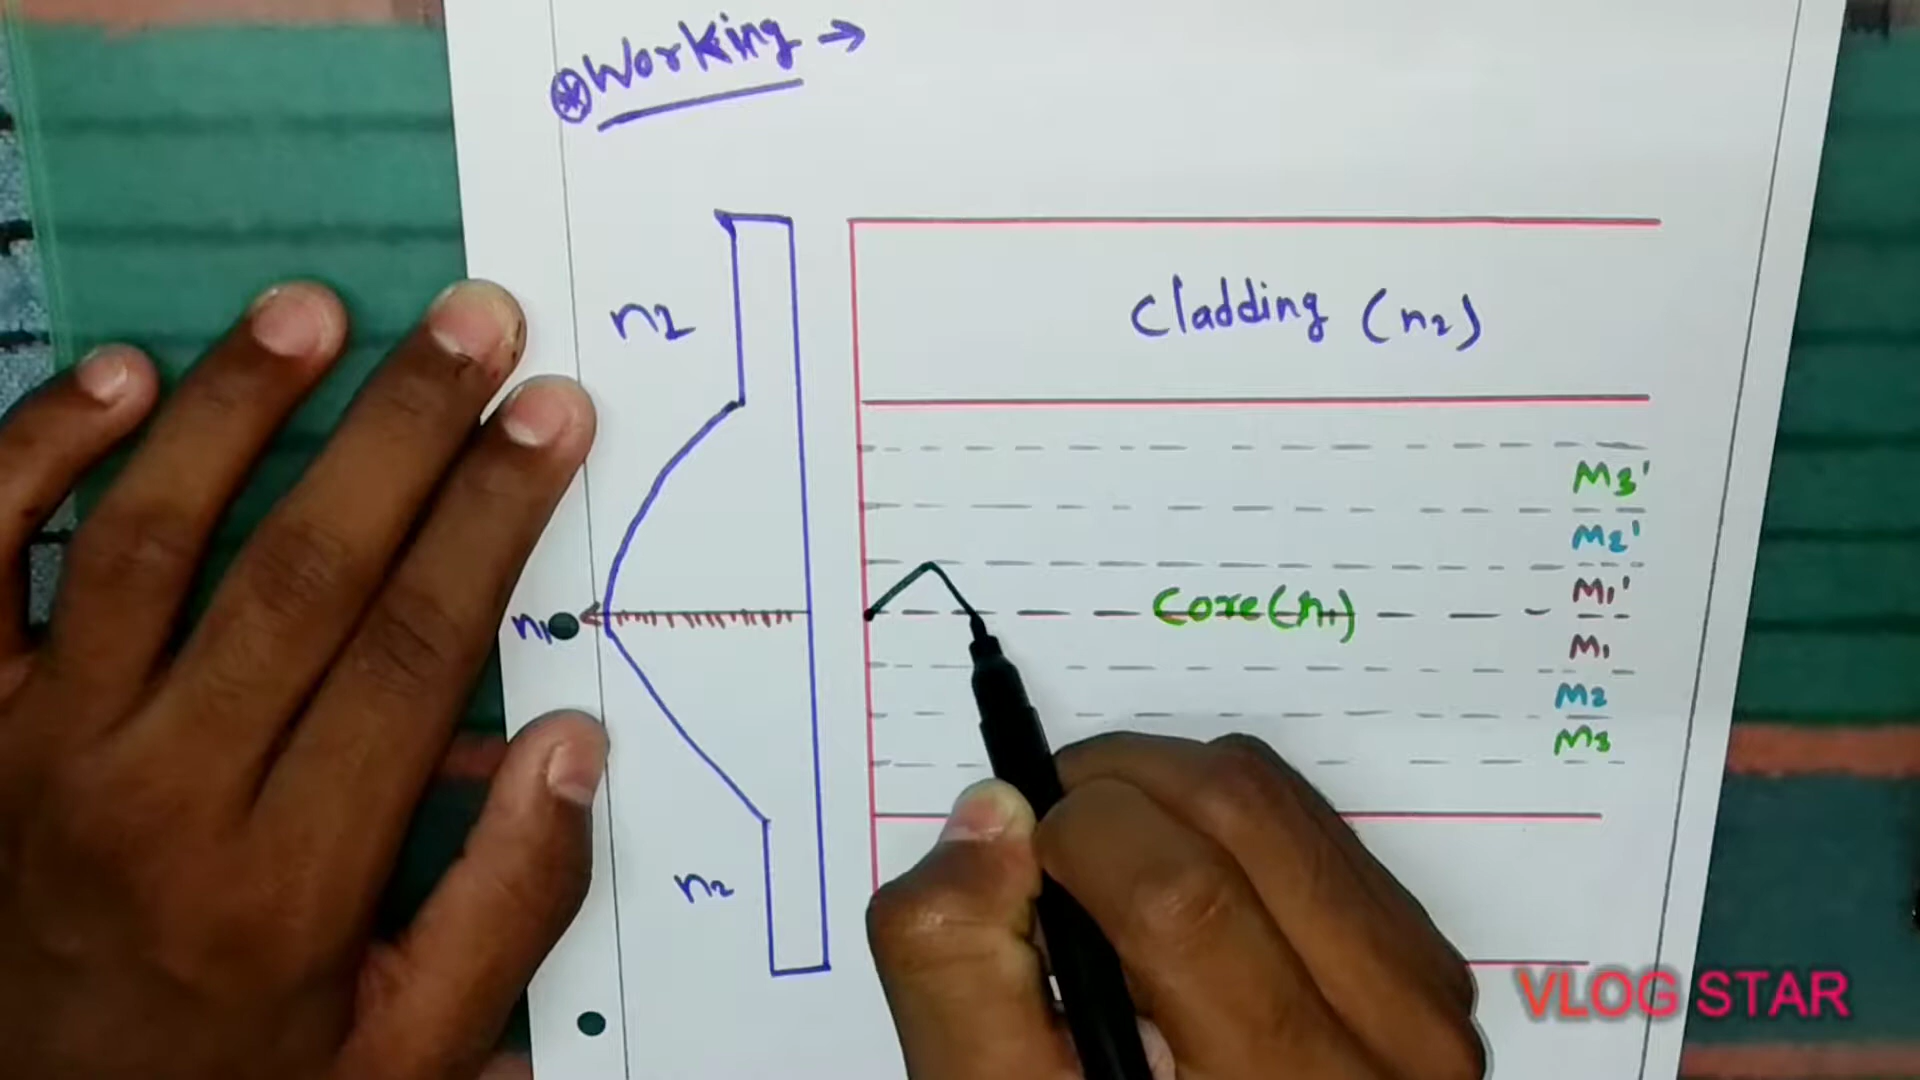 Working →
n2
Cladding (n2)
M3'
M2'
M1'
n1
Core(n1)
M1
M2
M3
n2
VLOG STAR